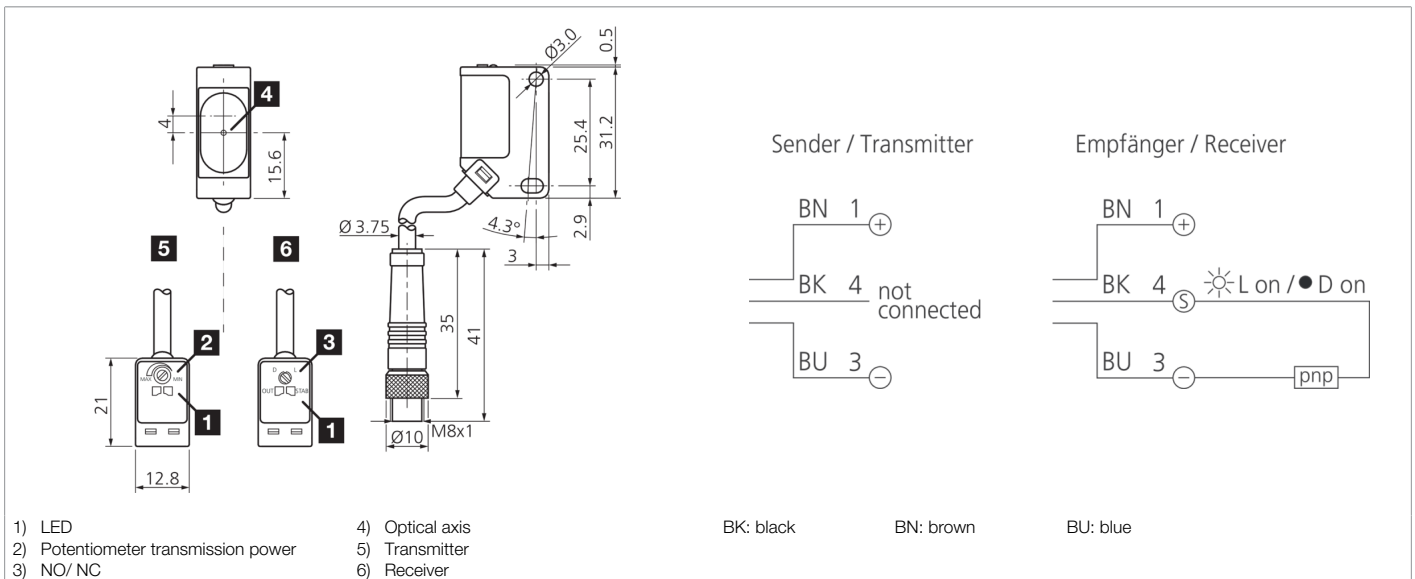 4
4
15.6
Ø3.0
0.5
25.4
31.2
2.9
4.3°
3
Ø 3.75
35
41
Ø10
M8x1
5
6
2
MAX
MIN
1
21
12.8
3
D L
OUT STAB
1
Sender / Transmitter
BN 1 +
BK 4 not
connected
BU 3 −
Empfänger / Receiver
BN 1 +
BK 4 S L on / ● D on
BU 3 − pnp
1) LED
2) Potentiometer transmission power
3) NO/ NC
4) Optical axis
5) Transmitter
6) Receiver
BK: black BN: brown BU: blue